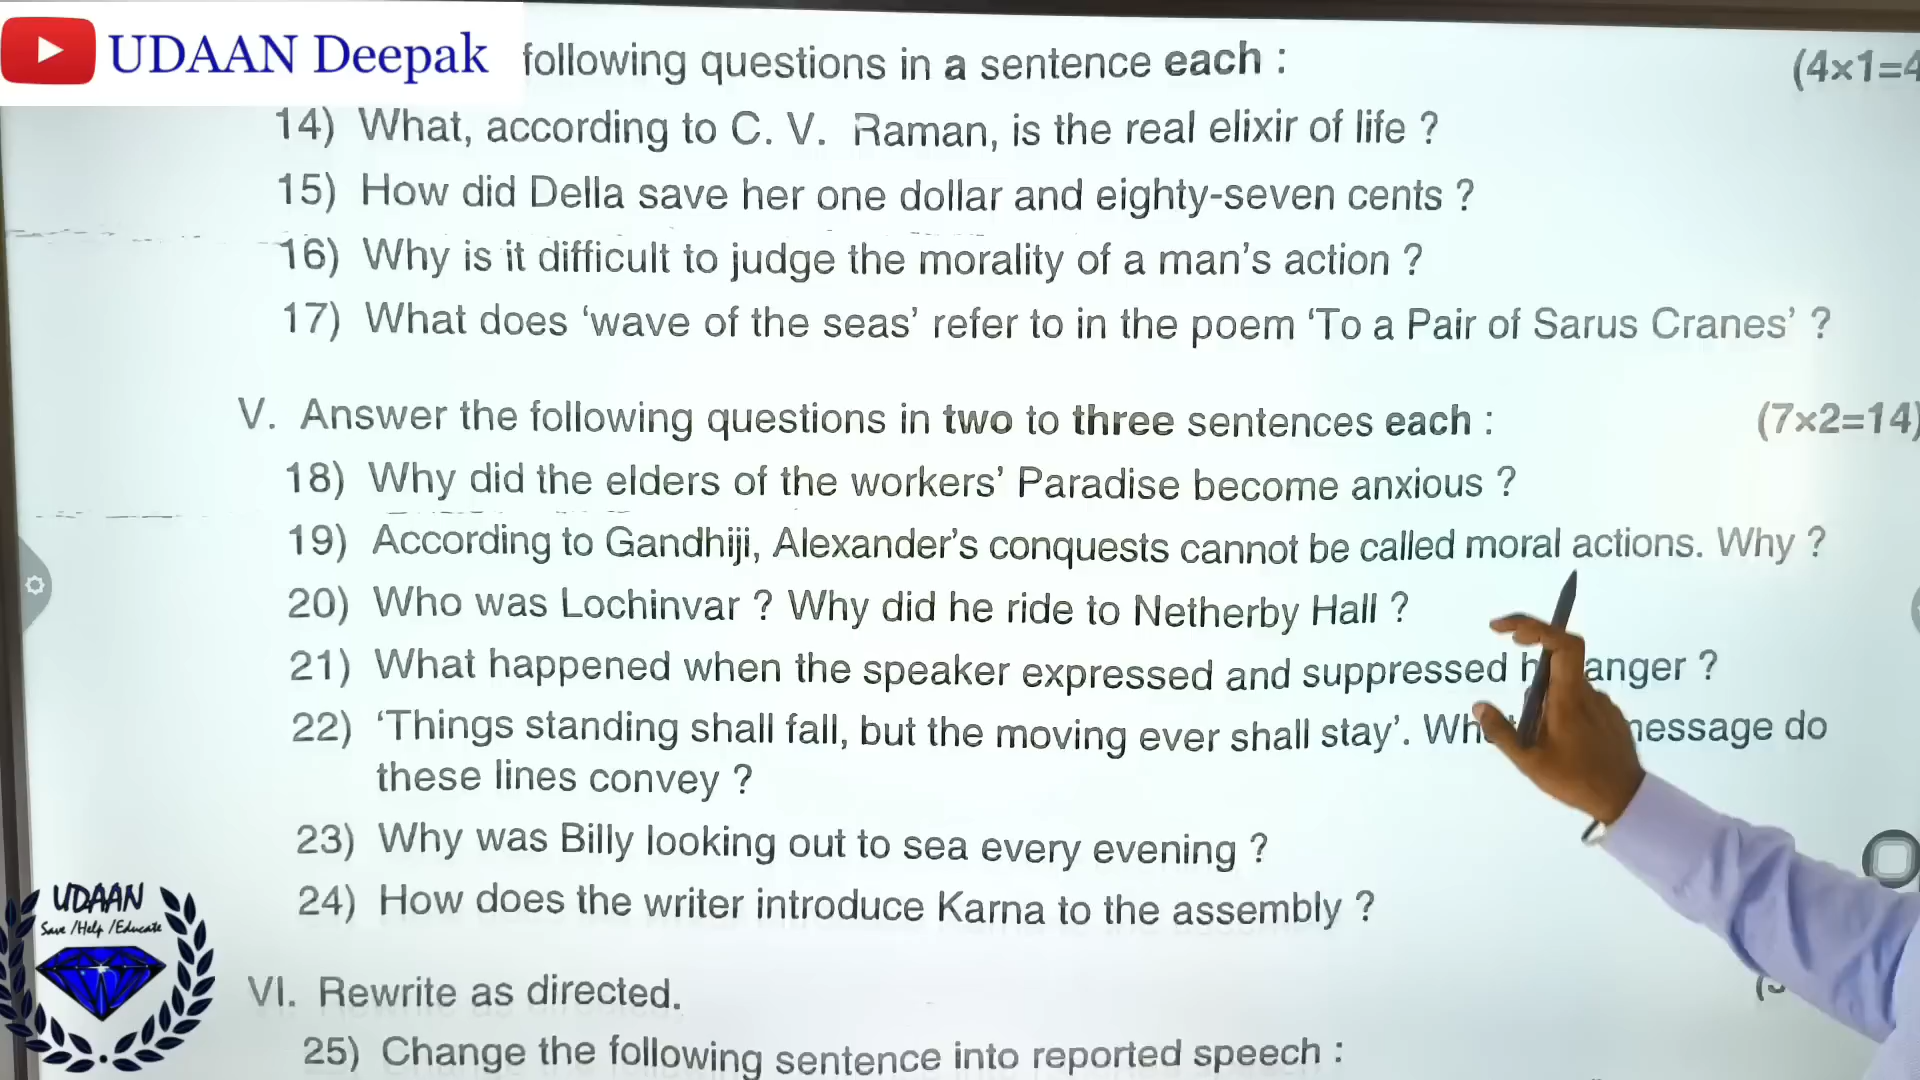 UDAAN Deepak following questions in a sentence each : (4x1=4
14) What, according to C. V. Raman, is the real elixir of life ?
15) How did Della save her one dollar and eighty-seven cents ?
16) Why is it difficult to judge the morality of a man’s action ?
17) What does ‘wave of the seas’ refer to in the poem ‘To a Pair of Sarus Cranes’ ?
V. Answer the following questions in two to three sentences each : (7x2=14)
18) Why did the elders of the workers’ Paradise become anxious ?
19) According to Gandhiji, Alexander’s conquests cannot be called moral actions. Why ?
20) Who was Lochinvar ? Why did he ride to Netherby Hall ?
21) What happened when the speaker expressed and suppressed anger ?
22) ‘Things standing shall fall, but the moving ever shall stay’. message do
these lines convey ?
23) Why was Billy looking out to sea every evening ?
24) How does the writer introduce Karna to the assembly ?
UDAAN
Save /Help /Educate
VI. Rewrite as directed.
25) Change the following sentence into reported speech :